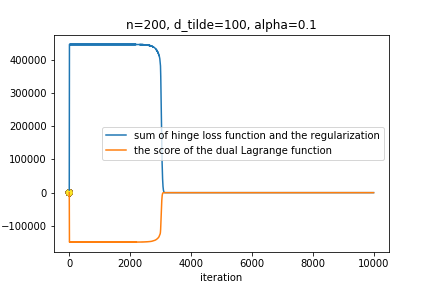 n=200, d_tilde=100, alpha=0.1
400000
300000
200000
100000
0
−100000
sum of hinge loss function and the regularization
the score of the dual Lagrange function
0 2000 4000 6000 8000 10000
iteration